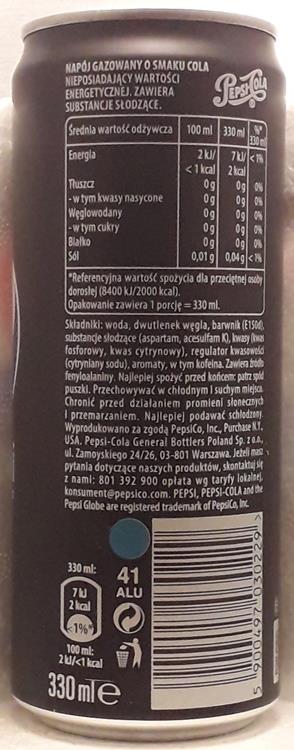 NAPÓJ GAZOWANY O SMAKU COLA
NIEPOSIADAJĄCY WARTOŚCI
ENERGETYCZNEJ. ZAWIERA
SUBSTANCJE SŁODZĄCE.
PEPSI-COLA
Średnia wartość odżywcza 100 ml 330 ml %* 330 ml
Energia 2 kJ/ 7 kJ/ <1%
< 1 kcal 2 kcal
Tłuszcz 0 g 0 g 0%
- w tym kwasy nasycone 0 g 0 g 0%
Węglowodany 0 g 0 g 0%
- w tym cukry 0 g 0 g 0%
Białko 0 g 0 g 0%
Sól 0,01 g 0,04 g <1%
*Referencyjna wartość spożycia dla przeciętnej osoby
dorosłej (8400 kJ/2000 kcal).
Opakowanie zawiera 1 porcję = 330 ml.
Składniki: woda, dwutlenek węgla, barwnik (E150d),
substancje słodzące (aspartam, acesulfam K), kwasy (kwas
fosforowy, kwas cytrynowy), regulator kwasowości
(cytryniany sodu), aromaty, w tym kofeina. Zawiera źródło
fenyloalaniny. Najlepiej spożyć przed końcem: patrz spód
puszki. Przechowywać w chłodnym i suchym miejscu.
Chronić przed działaniem promieni słonecznych
i przemarzaniem. Najlepiej podawać schłodzony.
Wyprodukowano za zgodą PepsiCo, Inc., Purchase N.Y.
USA. Pepsi-Cola General Bottlers Poland Sp. z o.o.,
ul. Zamoyskiego 24/26, 03-801 Warszawa. Jeżeli masz
pytania dotyczące naszych produktów, skontaktuj się
z nami: 801 392 900 opłata wg taryfy lokalnej,
konsument@pepsico.com. PEPSI, PEPSI-COLA and the
Pepsi Globe are registered trademark of PepsiCo, Inc.
330 ml:
7 kJ
2 kcal
<1%*
100 ml:
2 kJ/<1 kcal
41
ALU
330 ml e
5 900497 030229 >